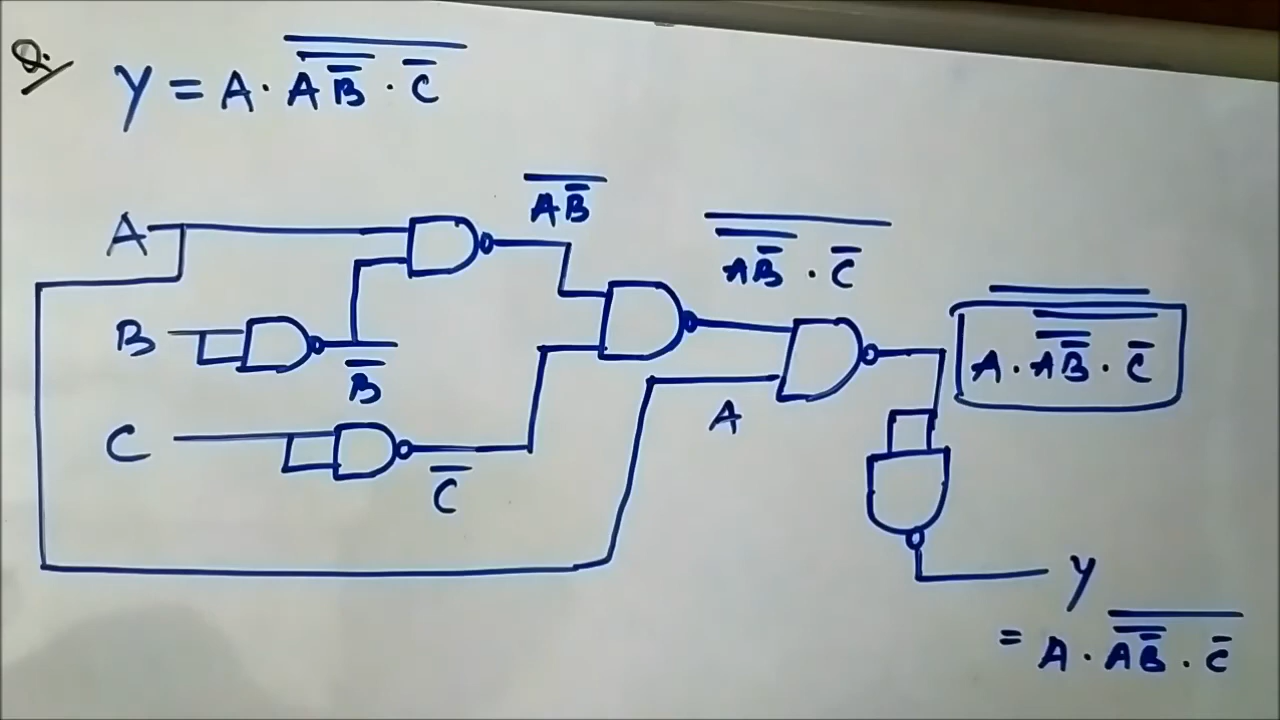 Q.
Y = A · \overline{\overline{A\overline{B}} · \overline{C}}
\overline{A\overline{B}}
\overline{\overline{A\overline{B}} · \overline{C}}
A
B
\overline{B}
\overline{A · \overline{\overline{A\overline{B}} · \overline{C}}}
A
C
\overline{C}
Y
= A · \overline{\overline{A\overline{B}} · \overline{C}}